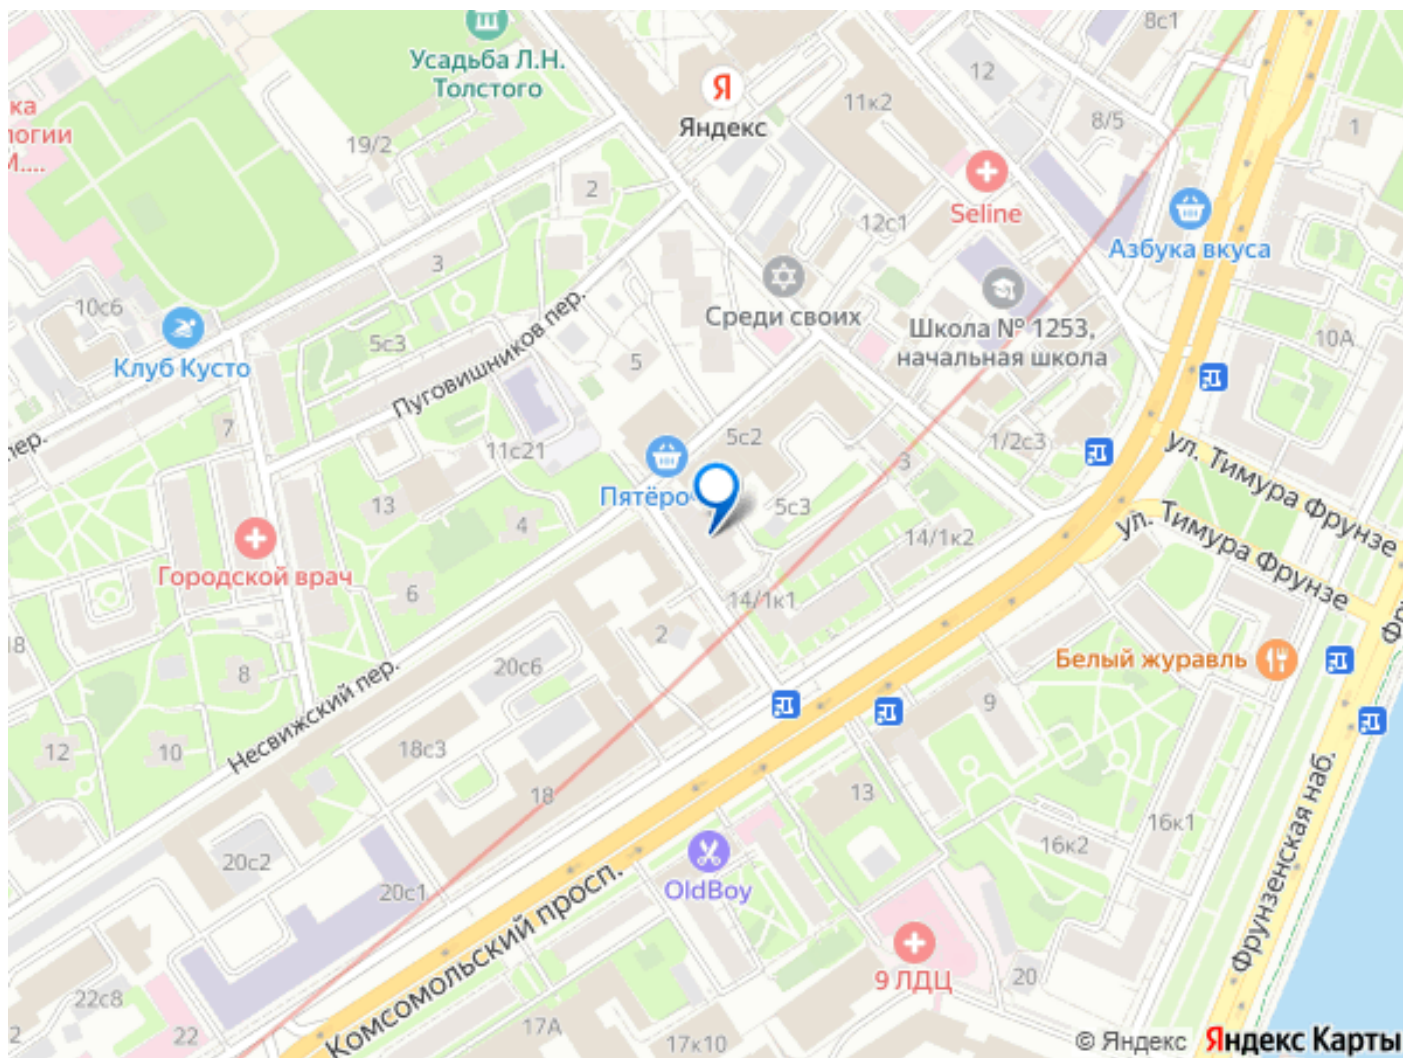 8с1
Усадьба Л.Н.
Толстого
12
Я
11к2
ка
логии
М....
Яндекс
8/5
1
19/2
2
Seline
12с1
Азбука вкуса
3
10с6
Среди своих
Школа № 1253,
начальная школа
10А
Клуб Кусто
5с3
Пуговишников пер.
5
7
пер.
11с21
5с2
3
1/2с3
ул. Тимура Фрунзе
Пятёро
13
4
5с3
14/1к2
ул. Тимура Фрунзе
Городской врач
6
14/1к1
Фр
18
2
20с6
Белый журавль
8
Несвижский пер.
9
12
10
18с3
18
13
16к1
16к2
20с2
20с1
OldBoy
Комсомольский просп.
Фрунзенская наб.
9 ЛДЦ
20
22с8
2
22
17А
17к10
© Яндекс Яндекс Карты